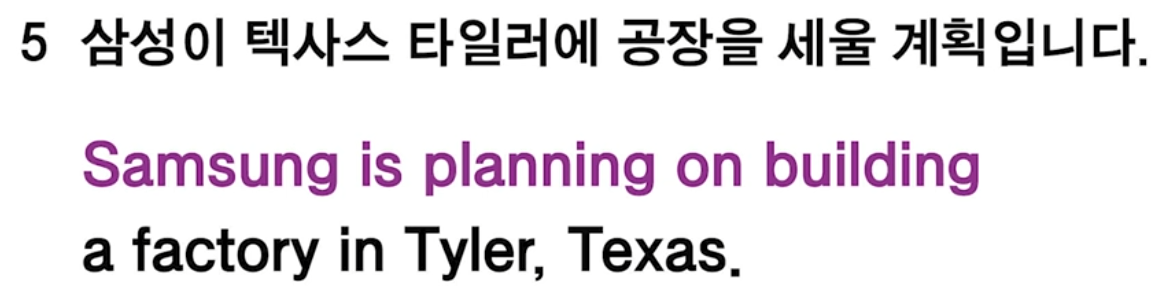 5 삼성이 텍사스 타일러에 공장을 세울 계획입니다.
Samsung is planning on building
a factory in Tyler, Texas.